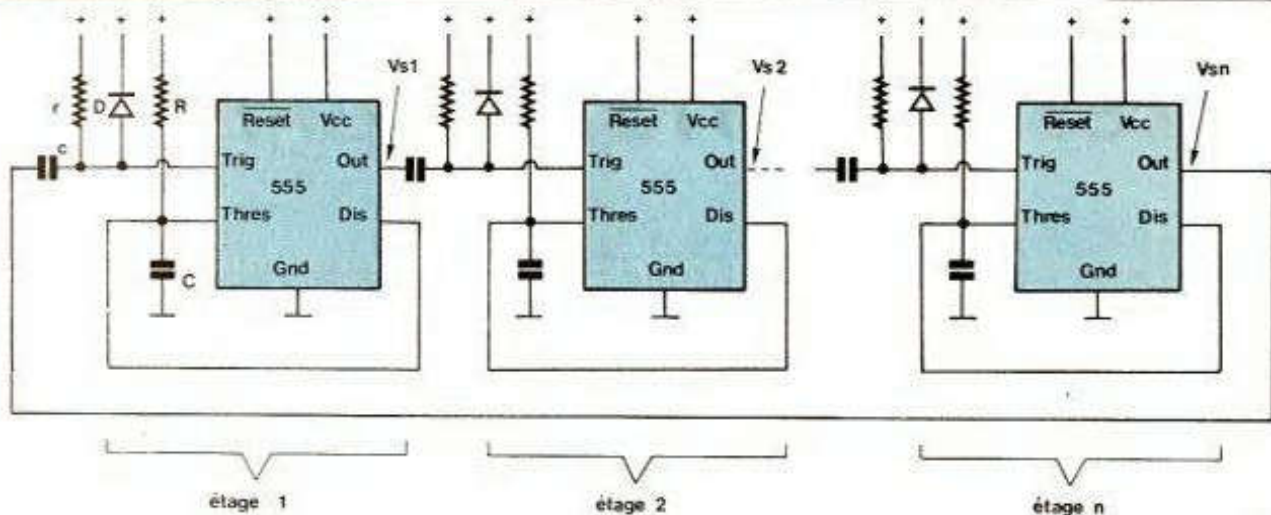 + + + + + + + + + + + + + + +
Vs1 Vs2 Vsn
r D R
Reset Vcc Reset Vcc Reset Vcc
c
Trig Out Trig Out Trig Out
555 555 555
Thres Dis Thres Dis Thres Dis
C Gnd Gnd Gnd
étage 1 étage 2 étage n